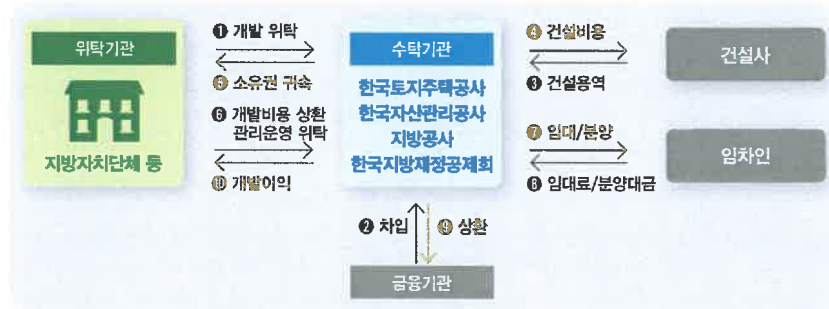 위탁기관
지방자치단체 등
❶ 개발 위탁
❺ 소유권 귀속
❻ 개발비용 상환
관리운영 위탁
❿ 개발이익
수탁기관
한국토지주택공사
한국자산관리공사
지방공사
한국지방재정공제회
❹ 건설비용
❸ 건설용역
건설사
❼ 임대/분양
❽ 임대료/분양대금
임차인
❷ 차입
❾ 상환
금융기관